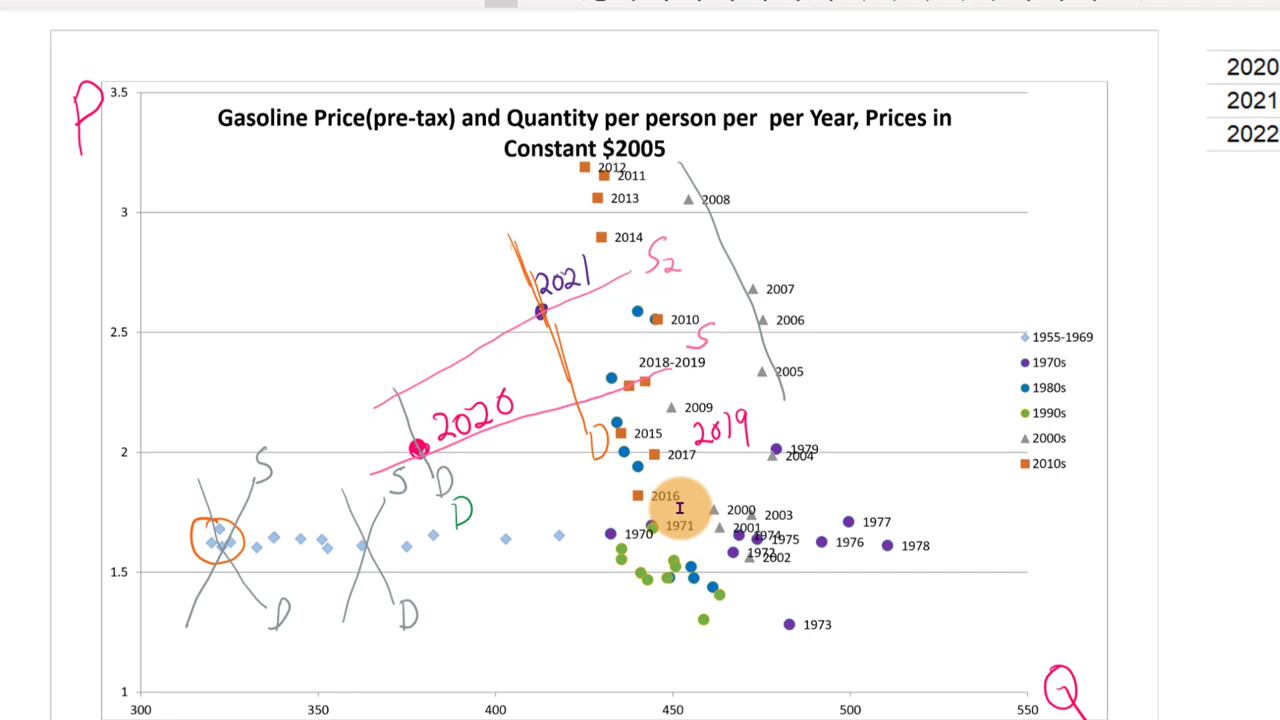 2020
2021
2022
P
3.5
Gasoline Price(pre-tax) and Quantity per person per per Year, Prices in
Constant $2005
2012
2011
2013
2008
3
2014
S2
2021
2007
2010
2006
2.5
S
1955-1969
2018-2019
1970s
2005
1980s
2020
2009
1990s
2019
2015
D
2000s
2
2017
1979
2004
2010s
S
S
D
D
2016
2000
2003
1971
2001
1977
1970
1974
1975
1976
1978
1972
2002
1.5
D
D
1973
1
Q
300
350
400
450
500
550